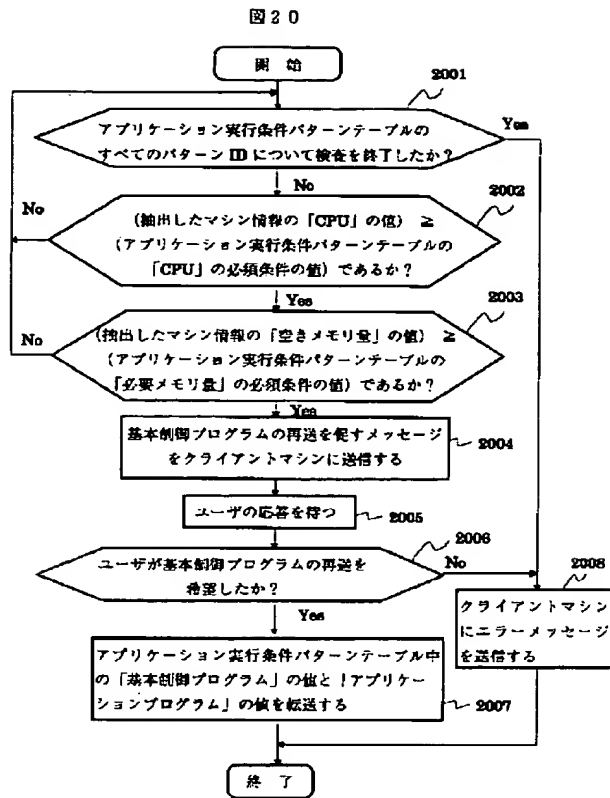 図20
開始
2001
アプリケーション実行条件パターンテーブルの
すべてのパターンIDについて検査を終了したか?
Yes
No
2002
No
(抽出したマシン情報の「CPU」の値) ≧
(アプリケーション実行条件パターンテーブルの
「CPU」の必須条件の値)であるか?
Yes
2003
No
(抽出したマシン情報の「空きメモリ量」の値) ≧
(アプリケーション実行条件パターンテーブルの
「必要メモリ量」の必須条件の値)であるか?
Yes
基本制御プログラムの再送を促すメッセージ
をクライアントマシンに送信する
2004
ユーザの応答を待つ
2005
2006
ユーザが基本制御プログラムの再送を
希望したか?
No
2008
Yes
クライアントマシン
にエラーメッセージ
を送信する
アプリケーション実行条件パターンテーブル中
の「基本制御プログラム」の値と「アプリケー
ションプログラム」の値を転送する
2007
終了